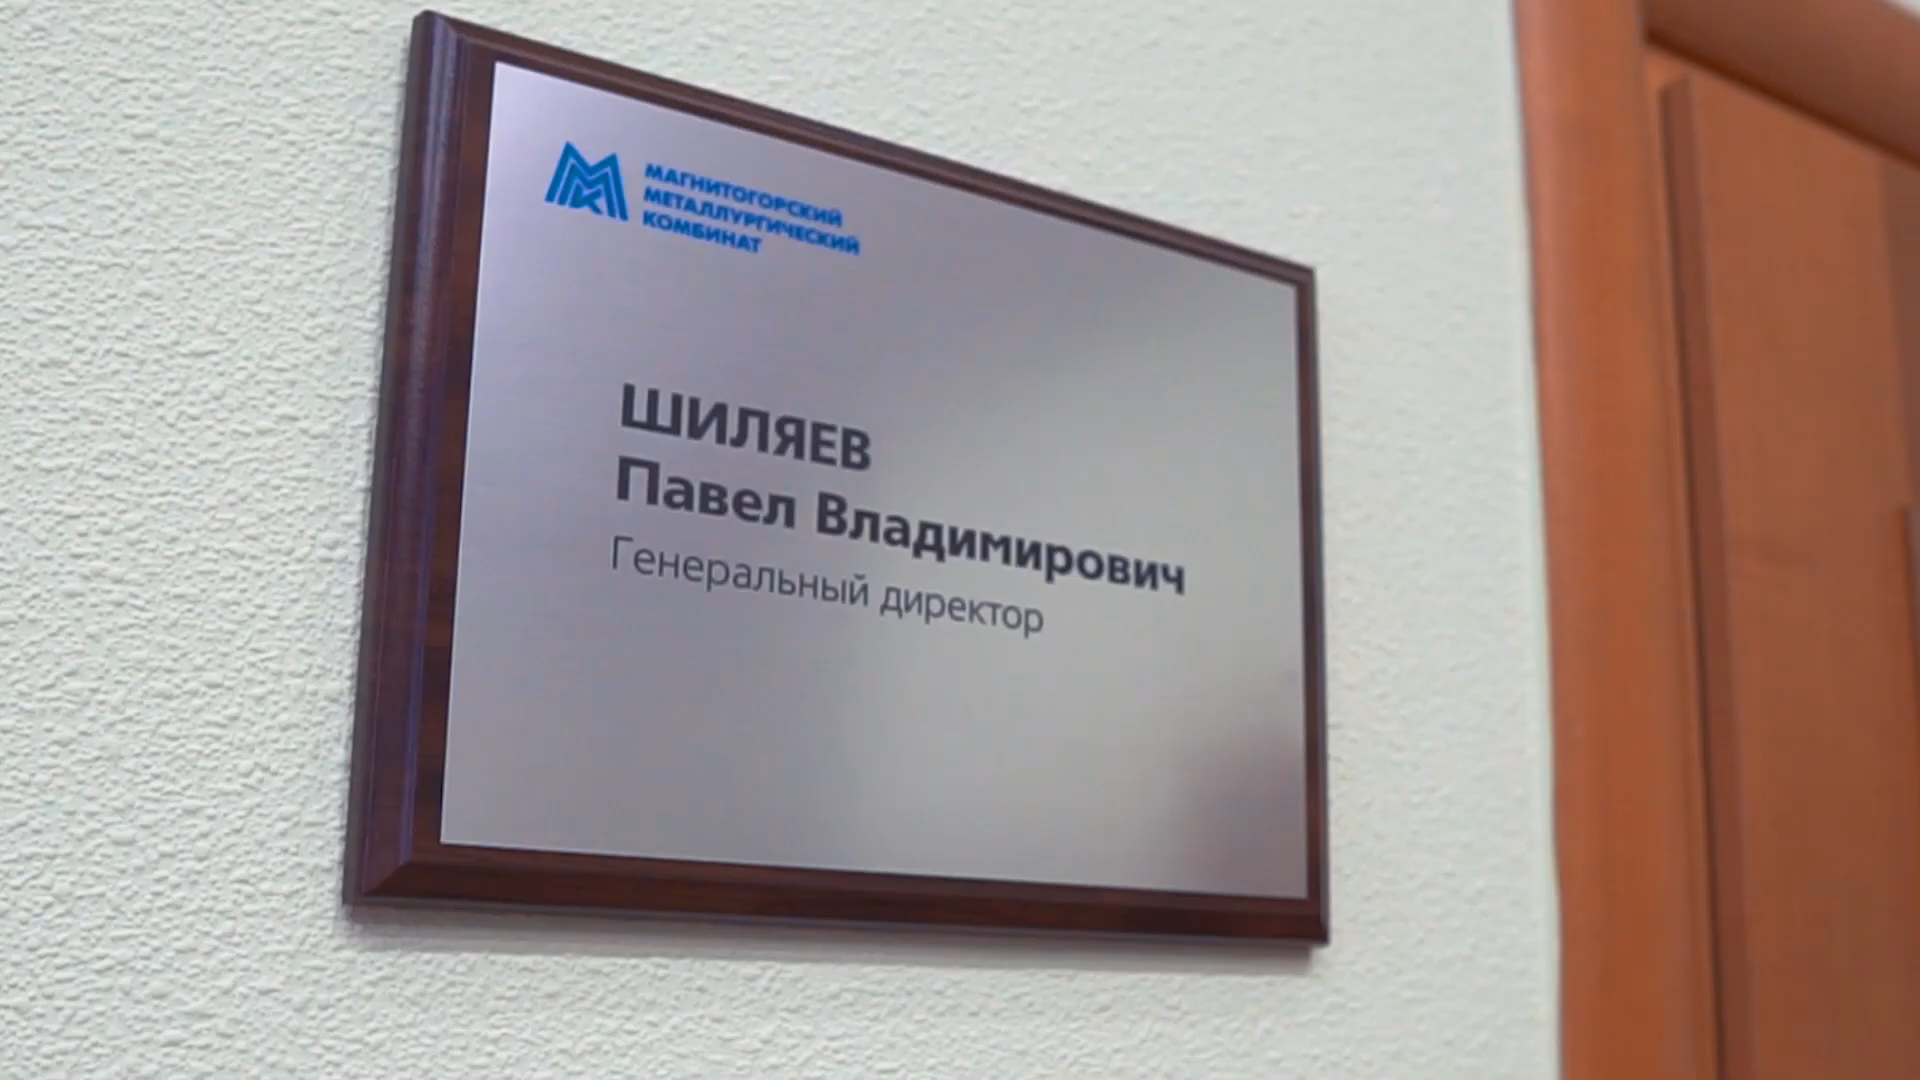 МАГНИТОГОРСКИЙ
МЕТАЛЛУРГИЧЕСКИЙ
КОМБИНАТ
ШИЛЯЕВ
Павел Владимирович
Генеральный директор